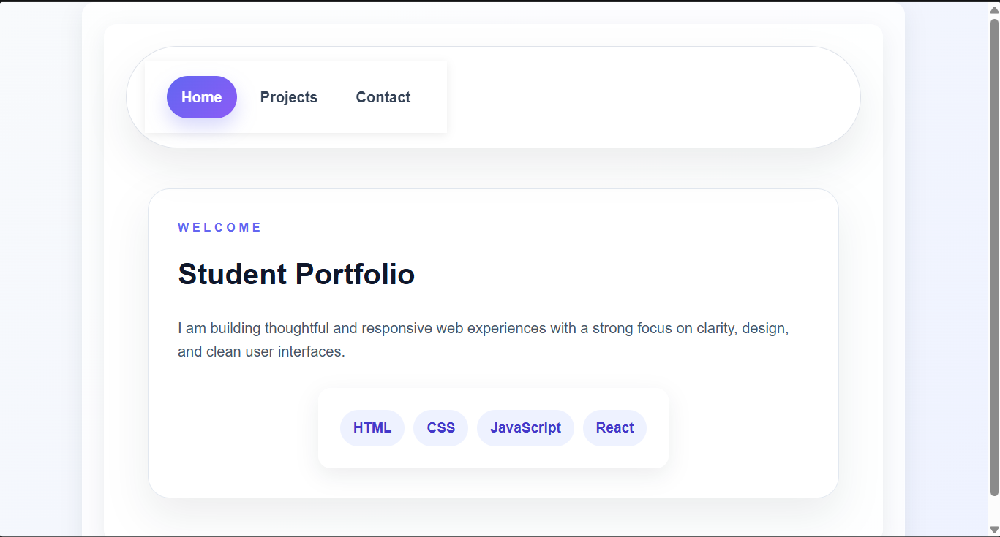 Home Projects Contact
WELCOME
Student Portfolio
I am building thoughtful and responsive web experiences with a strong focus on clarity, design,
and clean user interfaces.
HTML CSS JavaScript React